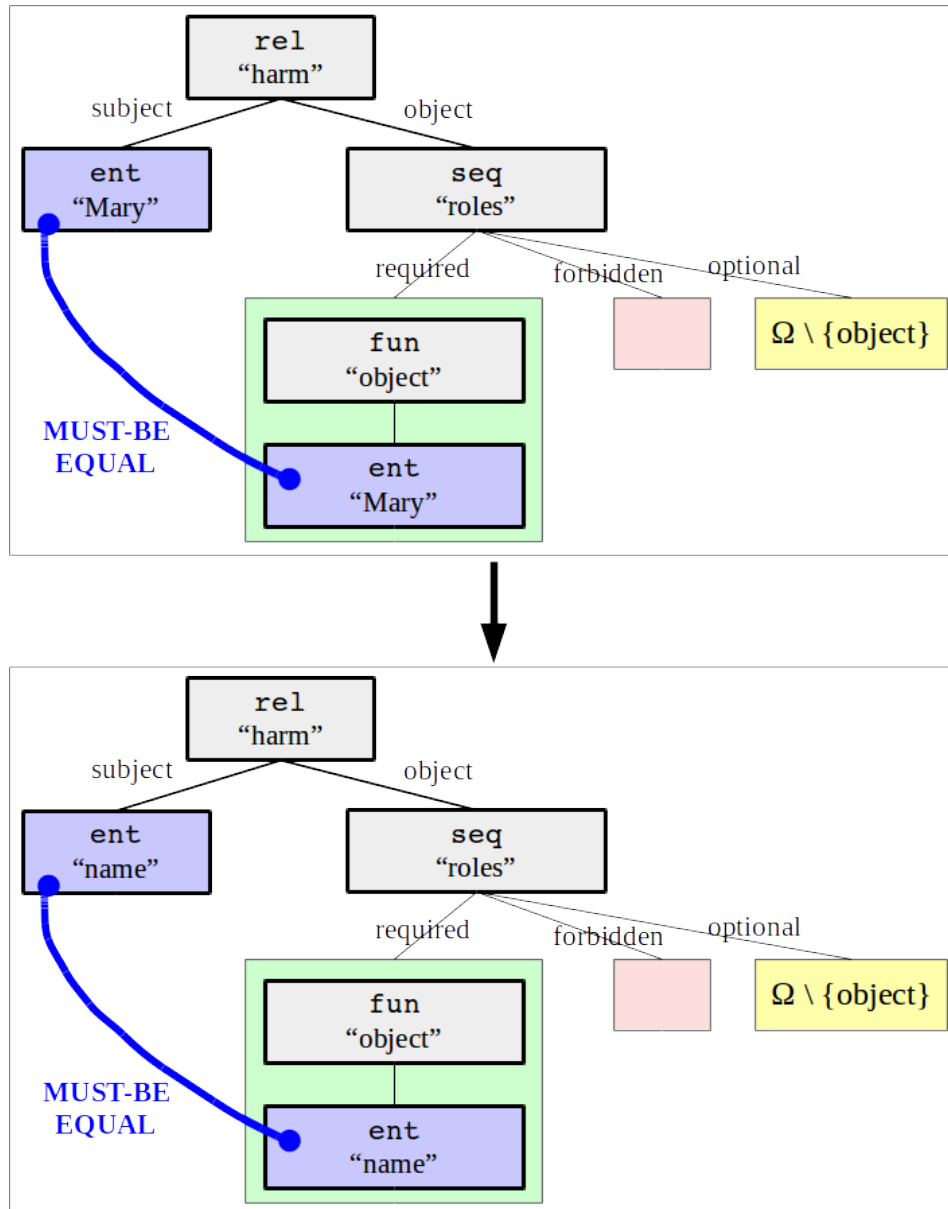 rel
“harm”
subject
object
ent
“Mary”
seq
“roles”
required
forbidden
optional
fun
“object”
Ω \ {object}
MUST-BE
EQUAL
ent
“Mary”
rel
“harm”
subject
object
ent
“name”
seq
“roles”
required
forbidden
optional
fun
“object”
Ω \ {object}
MUST-BE
EQUAL
ent
“name”